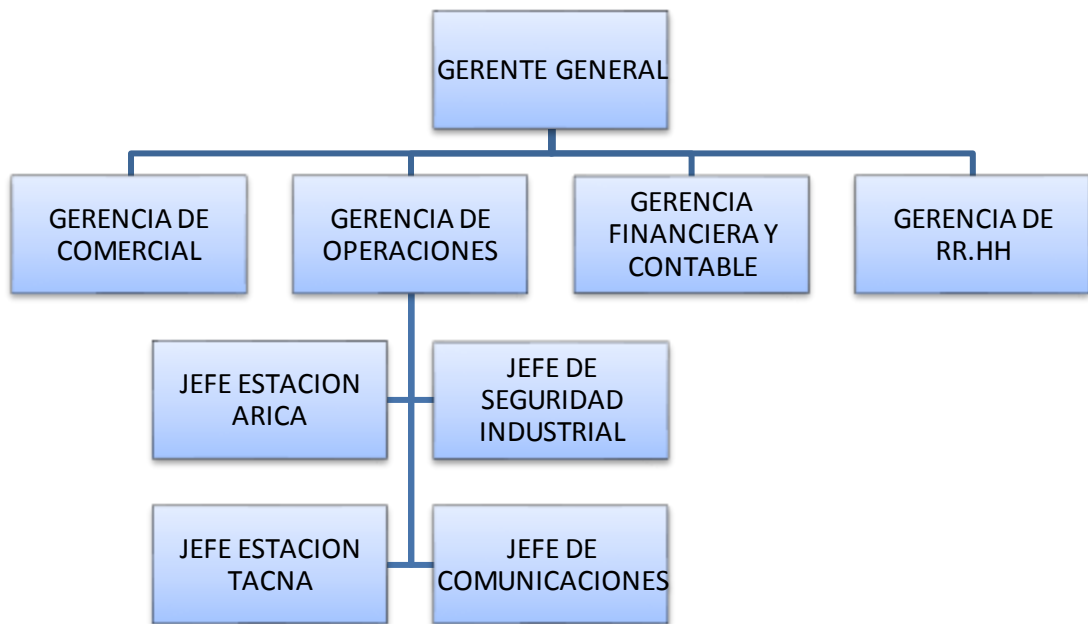 GERENTE GENERAL
GERENCIA DE
COMERCIAL
GERENCIA DE
OPERACIONES
GERENCIA
FINANCIERA Y
CONTABLE
GERENCIA DE
RR.HH
JEFE ESTACION
ARICA
JEFE DE
SEGURIDAD
INDUSTRIAL
JEFE ESTACION
TACNA
JEFE DE
COMUNICACIONES